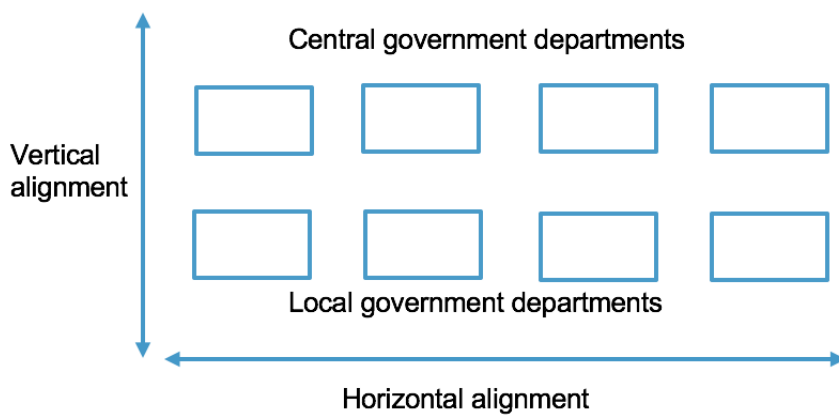 Central government departments
Vertical
alignment
Local government departments
Horizontal alignment